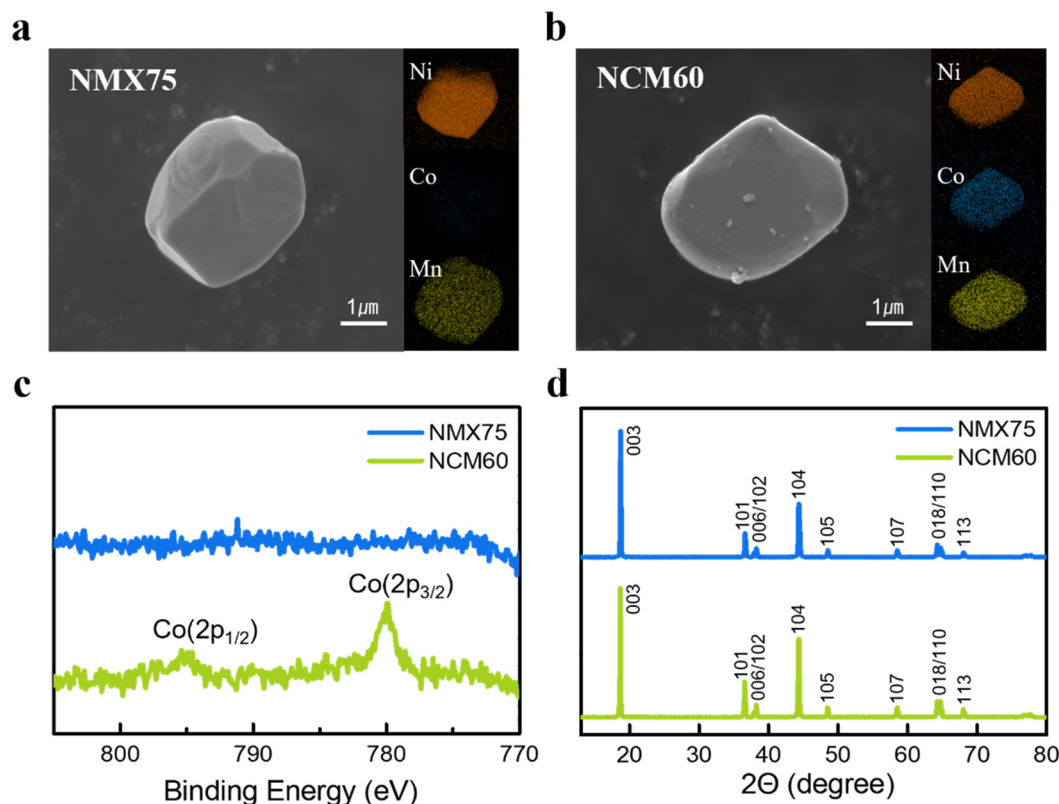 a
NMX75
Ni
Co
Mn
1㎛
b
NCM60
Ni
Co
Mn
1㎛
c
NMX75
NCM60
Co(2p3/2)
Co(2p1/2)
800 790 780 770
Binding Energy (eV)
d
NMX75
NCM60
003
101
006/102
104
105
107
018/110
113
003
101
006/102
104
105
107
018/110
113
20 30 40 50 60 70 80
2Θ (degree)